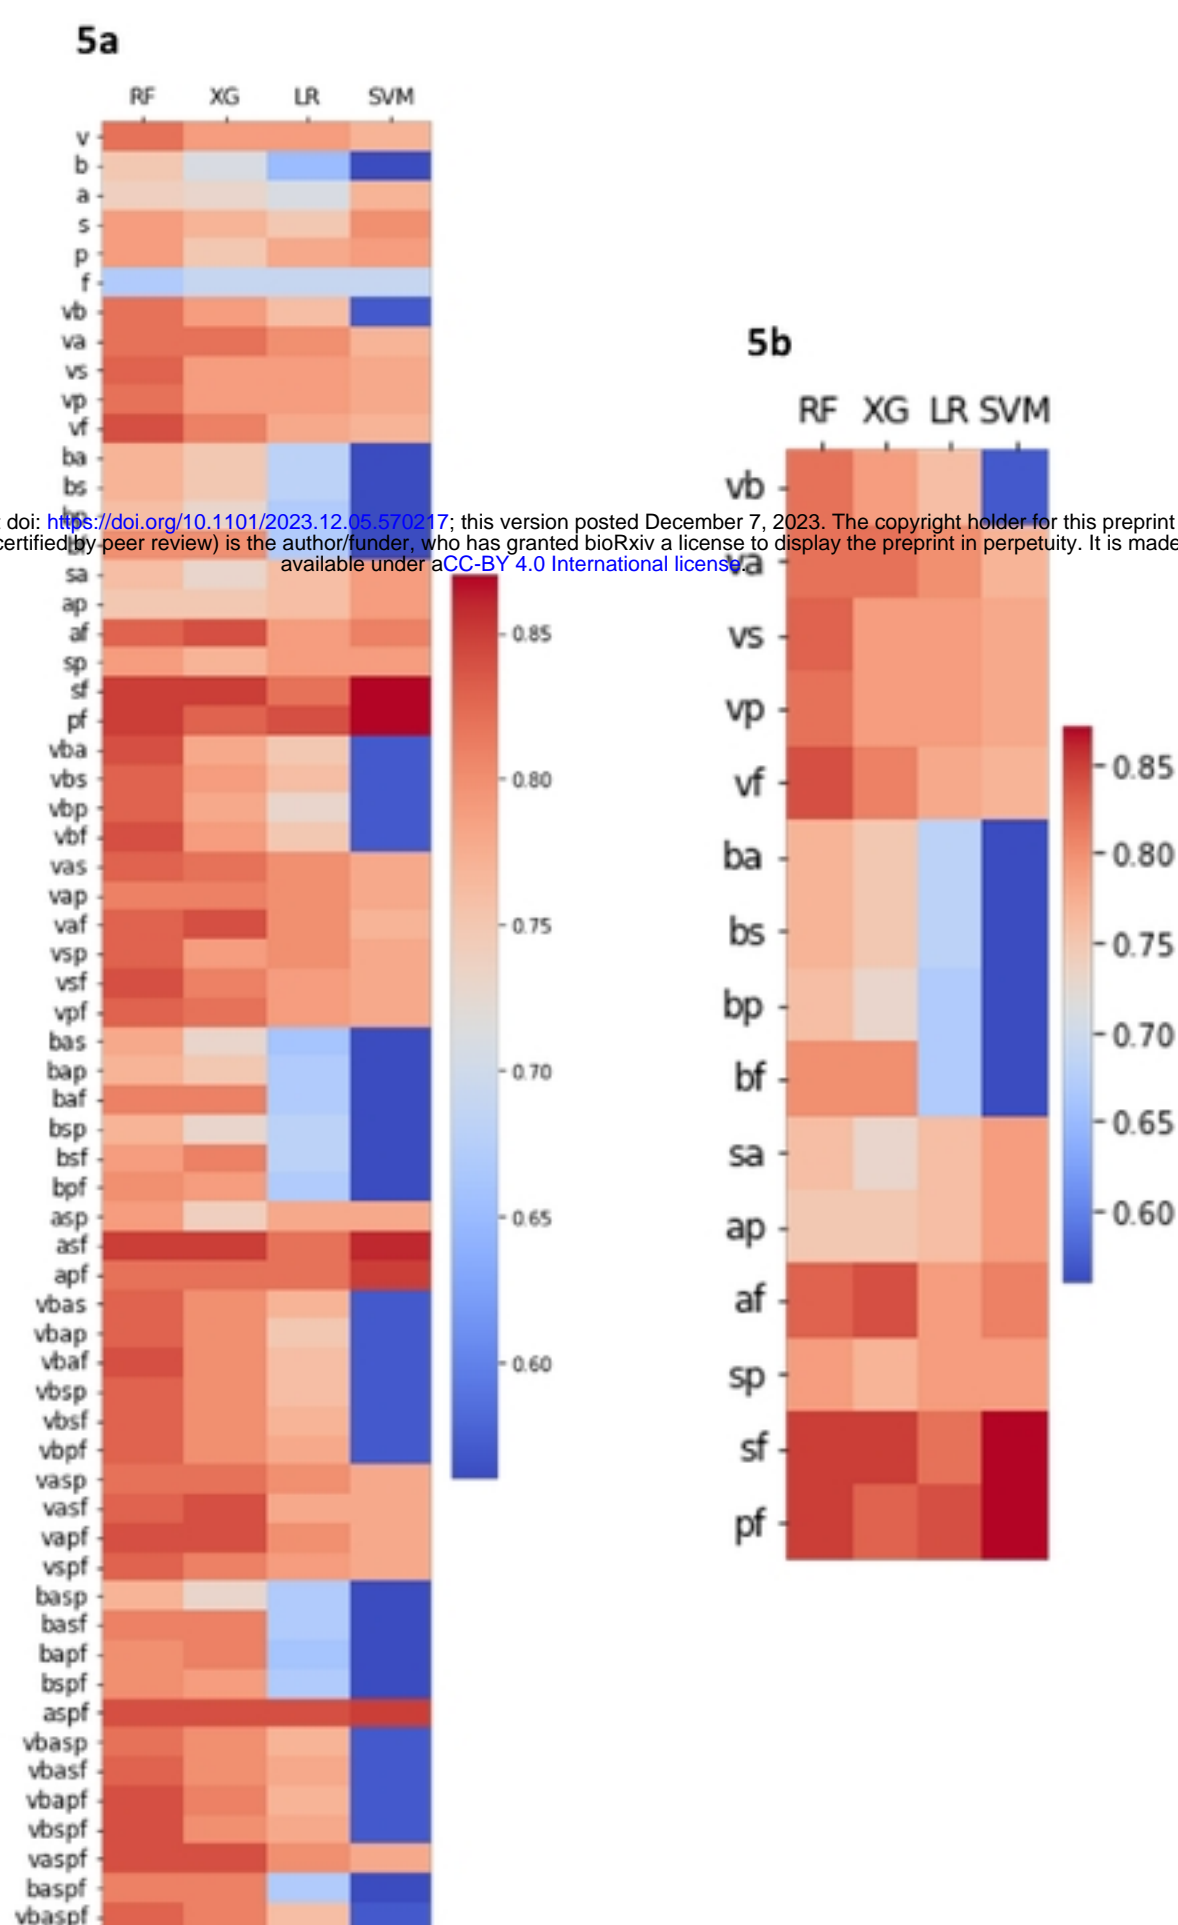 5a
RF XG LR SVM
v
b
a
s
p
f
vb
va
vs
vp
vf
ba
bs
bp
bf
sa
ap
af
sp
sf
pf
vba
vbs
vbp
vbf
vas
vap
vaf
vsp
vsf
vpf
bas
bap
baf
bsp
bsf
bpf
asp
asf
apf
vbas
vbap
vbaf
vbsp
vbsf
vbpf
vasp
vasf
vapf
vspf
basp
basf
bapf
bspf
aspf
vbasp
vbasf
vbapf
vbspf
vaspf
baspf
vbaspf
0.85
0.80
0.75
0.70
0.65
0.60
doi: https://doi.org/10.1101/2023.12.05.570217; this version posted December 7, 2023. The copyright holder for this preprint
certified by peer review) is the author/funder, who has granted bioRxiv a license to display the preprint in perpetuity. It is made
available under aCC-BY 4.0 International license.
5b
RF XG LR SVM
vb
va
vs
vp
vf
ba
bs
bp
bf
sa
ap
af
sp
sf
pf
0.85
0.80
0.75
0.70
0.65
0.60